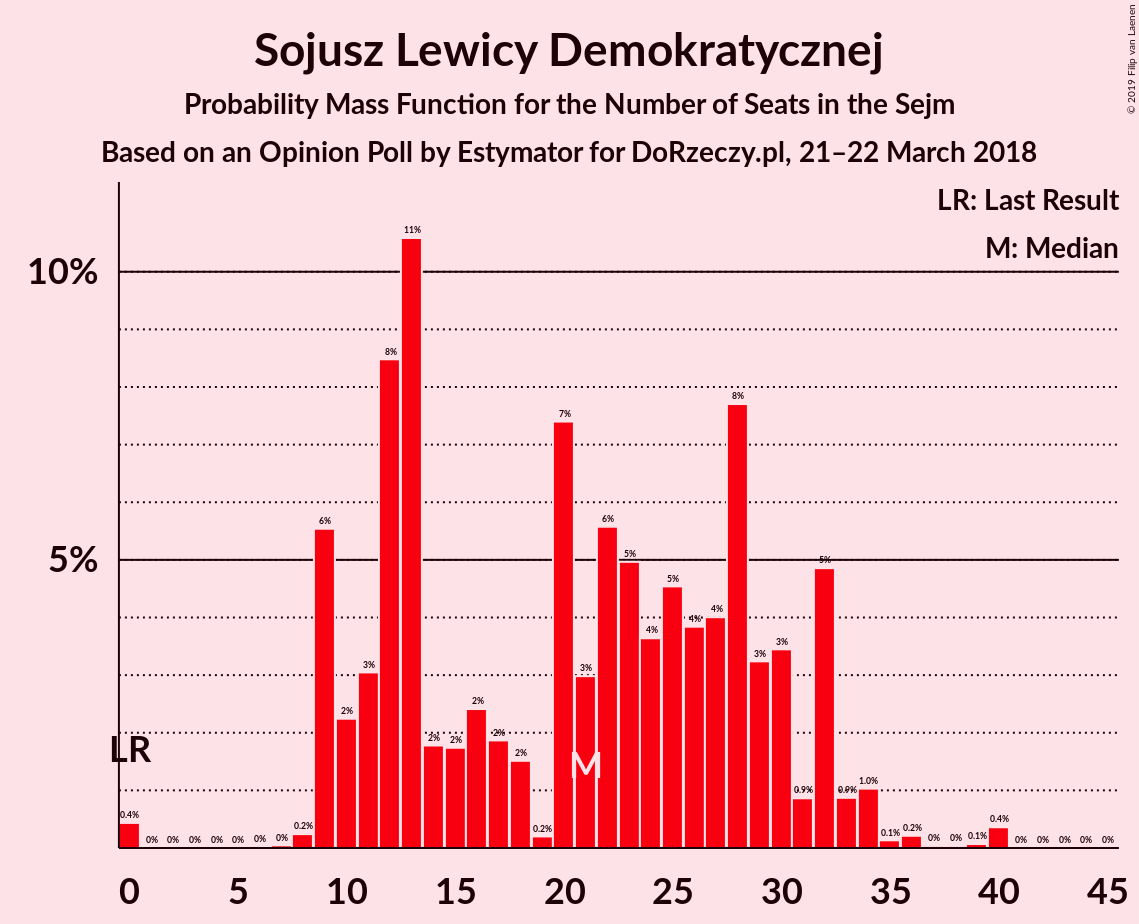 Sojusz Lewicy Demokratycznej
Probability Mass Function for the Number of Seats in the Sejm
Based on an Opinion Poll by Estymator for DoRzeczy.pl, 21–22 March 2018
© 2019 Filip van Laenen
LR: Last Result
M: Median
10%
5%
LR
M
0.4% 0% 0% 0% 0% 0% 0% 0% 0.2% 6% 2% 3% 8% 11% 2% 2% 2% 2% 2% 0.2% 7% 3% 6% 5% 4% 5% 4% 4% 8% 3% 3% 0.9% 5% 0.9% 1.0% 0.1% 0.2% 0% 0% 0.1% 0.4% 0% 0% 0% 0% 0%
0 5 10 15 20 25 30 35 40 45